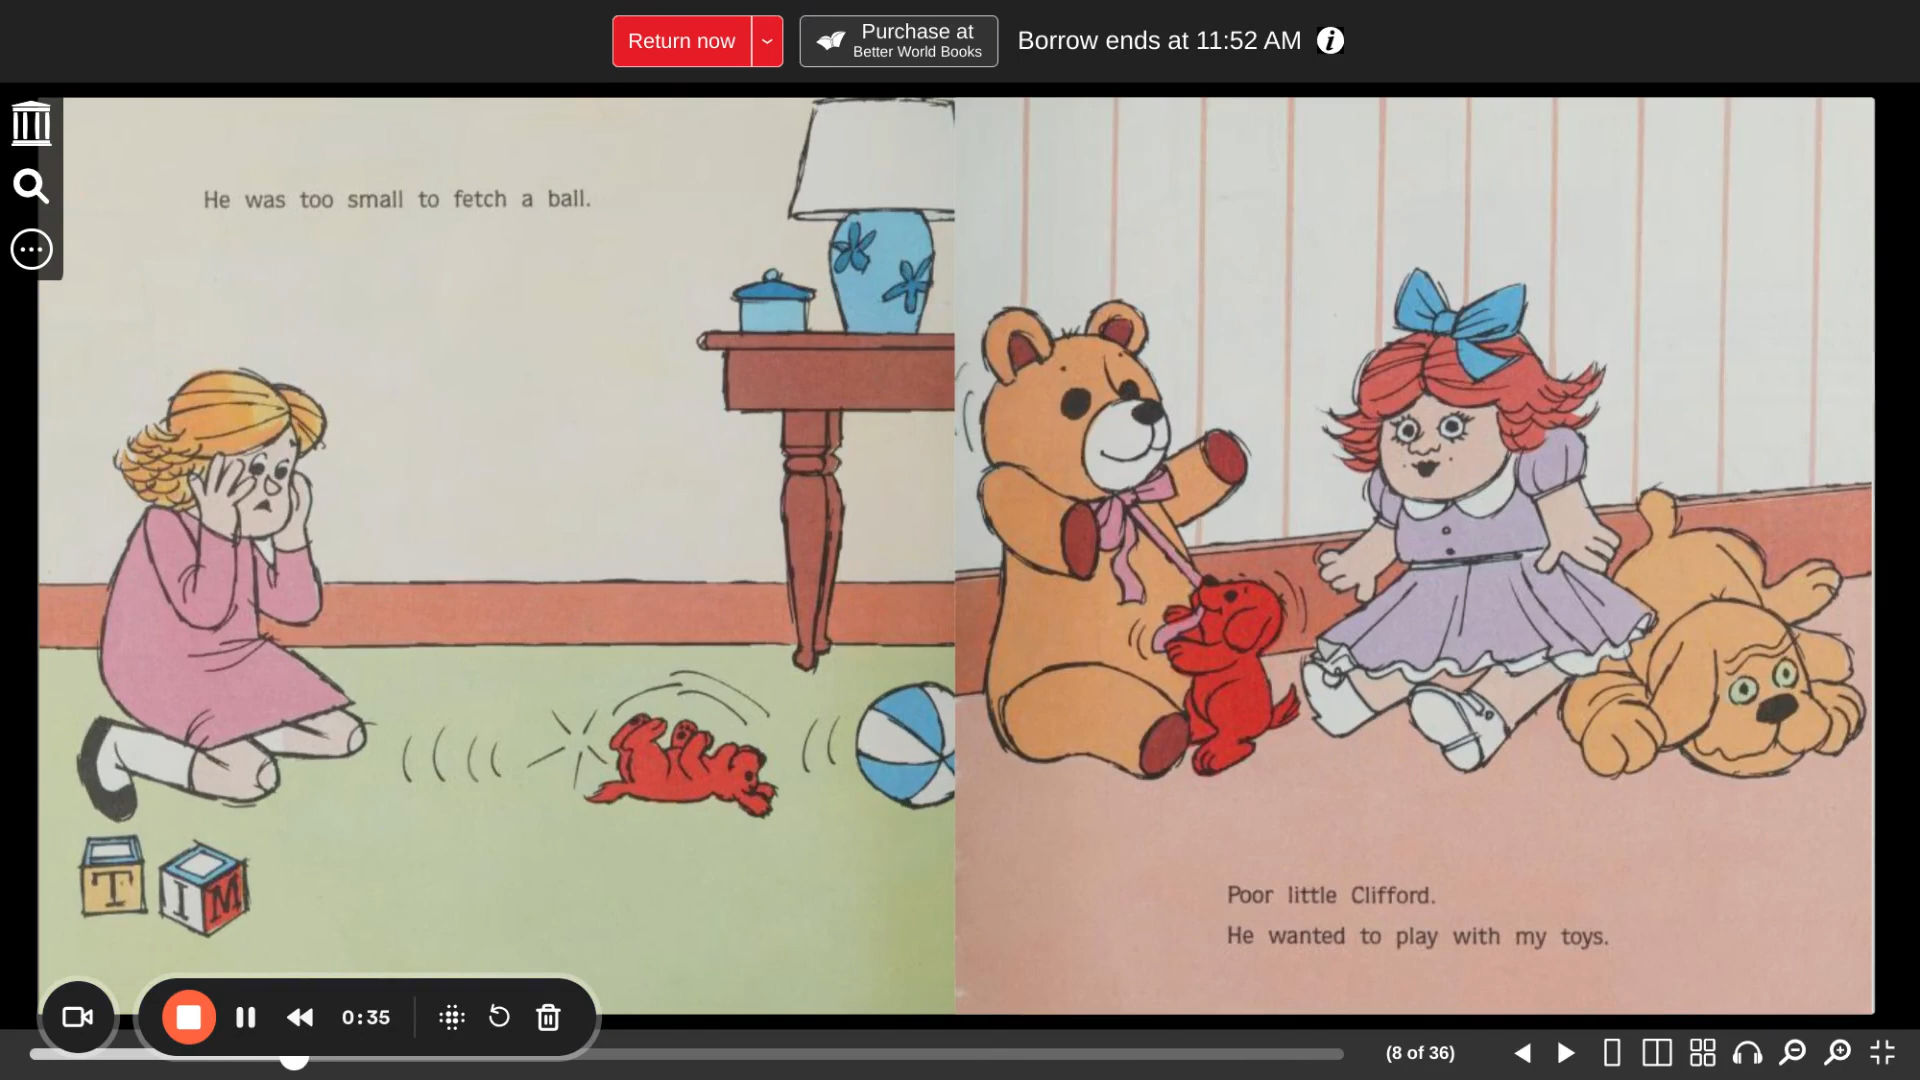 Return now
Purchase at
Better World Books
Borrow ends at 11:52 AM
He was too small to fetch a ball.
T I M
Poor little Clifford.
He wanted to play with my toys.
0:35
(8 of 36)